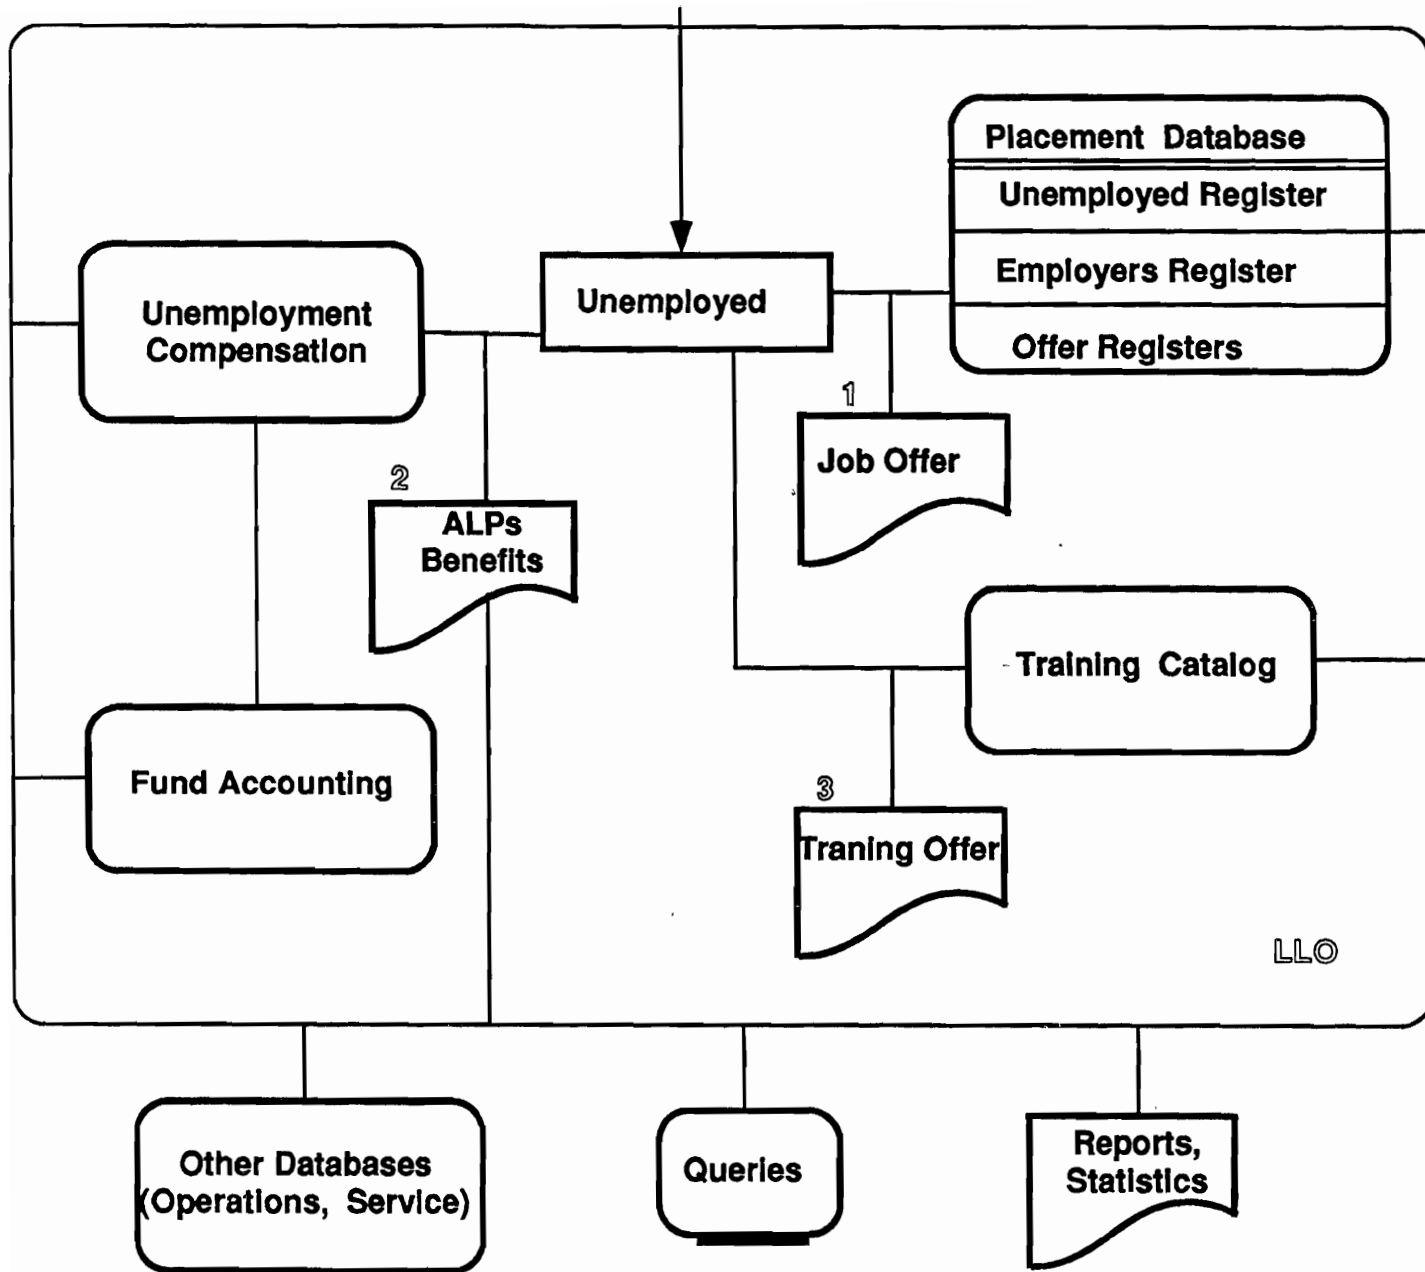 Placement Database
Unemployed Register
Employers Register
Offer Registers
Unemployment
Compensation
Unemployed
1
Job Offer
2
ALPs
Benefits
Training Catalog
Fund Accounting
3
Traning Offer
LLO
Other Databases
(Operations, Service)
Queries
Reports,
Statistics